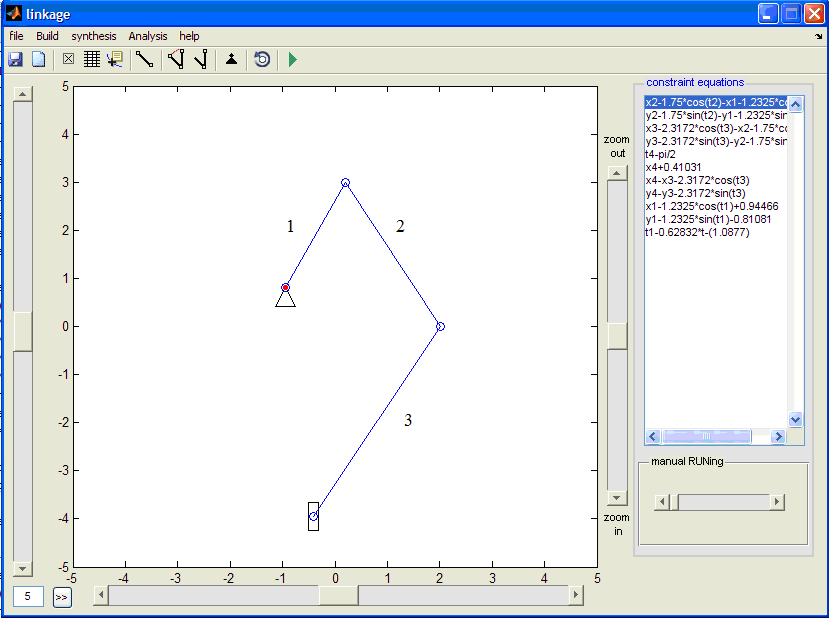 linkage
file Build synthesis Analysis help
constraint equations
x2-1.75*cos(t2)-x1-1.2325*cc
y2-1.75*sin(t2)-y1-1.2325*sin
x3-2.3172*cos(t3)-x2-1.75*cc
y3-2.3172*sin(t3)-y2-1.75*sin
t4-pi/2
x4+0.41031
x4-x3-2.3172*cos(t3)
y4-y3-2.3172*sin(t3)
x1-1.2325*cos(t1)+0.94466
y1-1.2325*sin(t1)-0.81081
t1-0.62832*t-(1.0877)
5
4
3
2
1
0
-1
-2
-3
-4
-5
1
2
3
zoom
out
zoom
in
manual RUNing
-5 -4 -3 -2 -1 0 1 2 3 4 5
5 >>